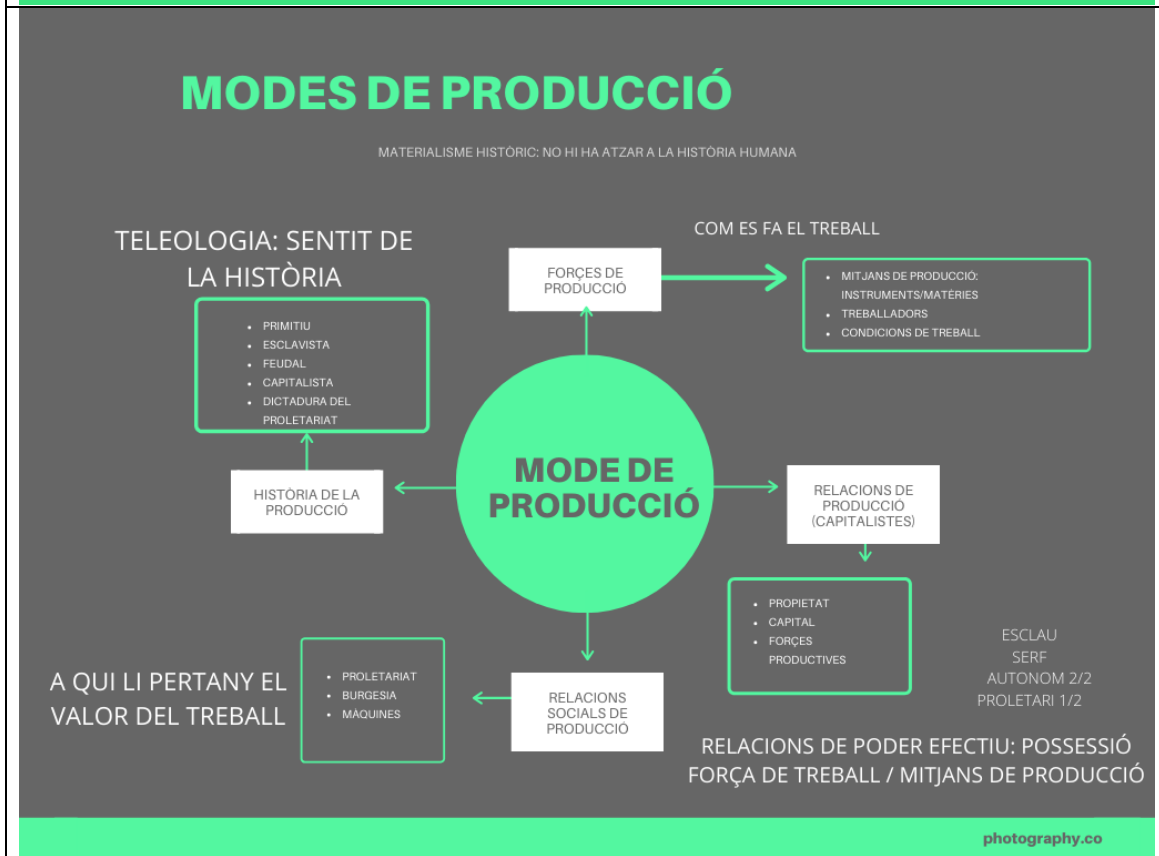 MODES DE PRODUCCIÓ
MATERIALISME HISTÒRIC: NO HI HA ATZAR A LA HISTÒRIA HUMANA
TELEOLOGIA: SENTIT DE
LA HISTÒRIA
PRIMITIU
ESCLAVISTA
FEUDAL
CAPITALISTA
DICTADURA DEL
PROLETARIAT
HISTÒRIA DE LA
PRODUCCIÓ
FORÇES DE
PRODUCCIÓ
COM ES FA EL TREBALL
MITJANS DE PRODUCCIÓ:
INSTRUMENTS/MATÈRIES
TREBALLADORS
CONDICIONS DE TREBALL
MODE DE
PRODUCCIÓ
RELACIONS DE
PRODUCCIÓ
(CAPITALISTES)
PROPIETAT
CAPITAL
FORÇES
PRODUCTIVES
ESCLAU
SERF
AUTONOM 2/2
PROLETARI 1/2
A QUI LI PERTANY EL
VALOR DEL TREBALL
PROLETARIAT
BURGESIA
MÀQUINES
RELACIONS
SOCIALS DE
PRODUCCIÓ
RELACIONS DE PODER EFECTIU: POSSESSIÓ
FORÇA DE TREBALL / MITJANS DE PRODUCCIÓ
photography.co